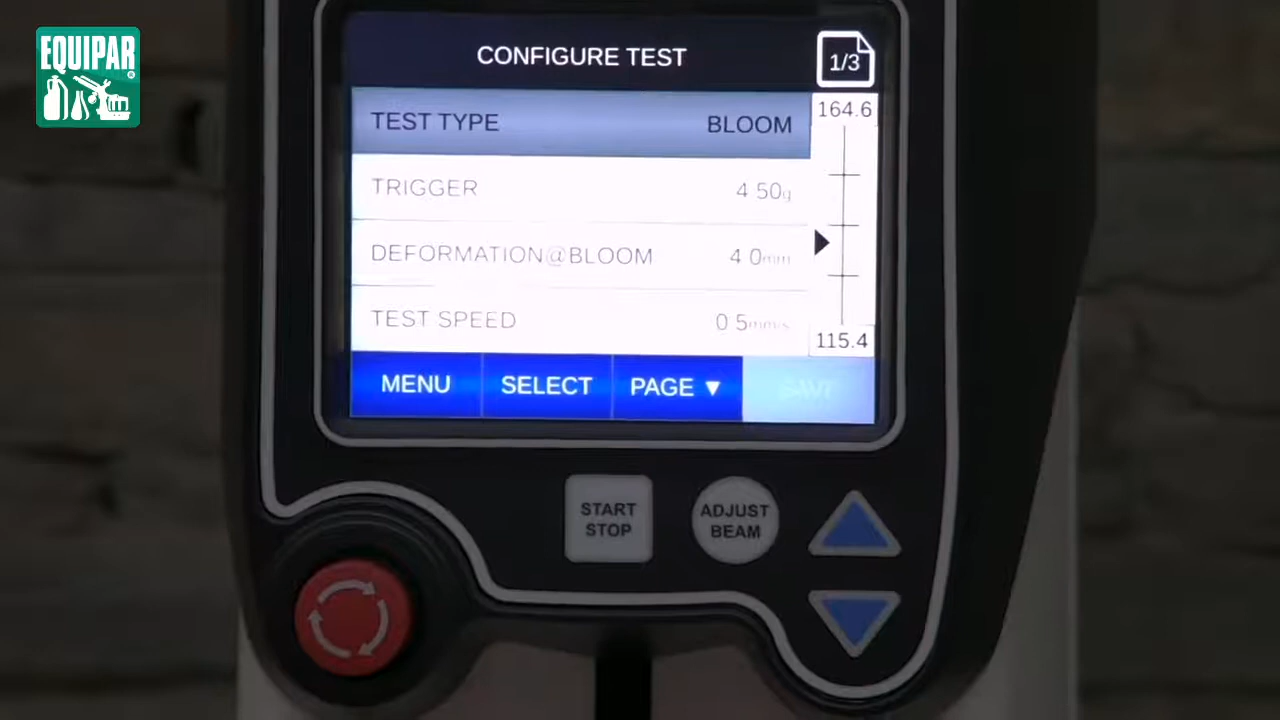 EQUIPAR
CONFIGURE TEST
1/3
TEST TYPE BLOOM
164.6
TRIGGER 4 50g
DEFORMATION@BLOOM 4 0mm
TEST SPEED 0 5mm/s
115.4
MENU SELECT PAGE ▼ SAVE
START
STOP
ADJUST
BEAM